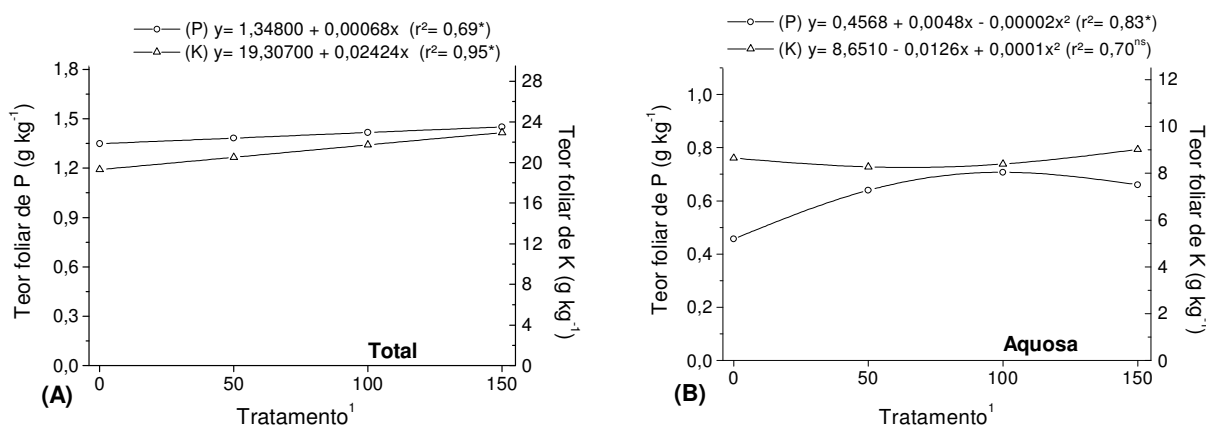 (P) y= 1,34800 + 0,00068x (r²= 0,69*)
(K) y= 19,30700 + 0,02424x (r²= 0,95*)
1,8
1,5
1,2
0,9
0,6
0,3
0,0
Teor foliar de P (g kg⁻¹)
28
24
20
16
12
8
4
0
Teor foliar de K (g kg⁻¹)
Total
0 50 100 150
(A)
Tratamento¹
(P) y= 0,4568 + 0,0048x - 0,00002x² (r²= 0,83*)
(K) y= 8,6510 - 0,0126x + 0,0001x² (r²= 0,70ⁿˢ)
1,0
0,8
0,6
0,4
0,2
0,0
Teor foliar de P (g kg⁻¹)
12
10
8
6
4
2
0
Teor foliar de K (g kg⁻¹)
Aquosa
0 50 100 150
(B)
Tratamento¹